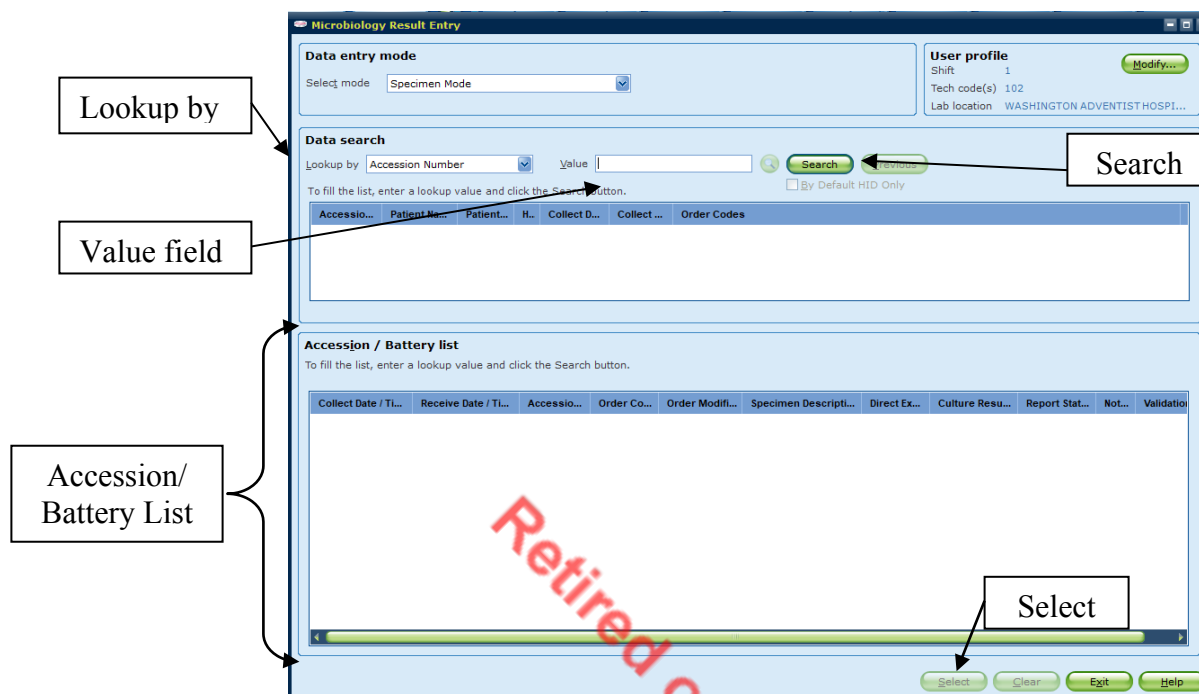 Microbiology Result Entry
Data entry mode
Select mode Specimen Mode
User profile
Modify...
Shift 1
Tech code(s) 102
Lab location WASHINGTON ADVENTIST HOSPI...
Lookup by
Data search
Lookup by Accession Number Value Search Previous
Search
To fill the list, enter a lookup value and click the Search button.
By Default HID Only
Accessio... Patient Na... Patient... H.. Collect D... Collect ... Order Codes
Value field
Accession / Battery list
To fill the list, enter a lookup value and click the Search button.
Collect Date / Ti... Receive Date / Ti... Accessio... Order Co... Order Modifi... Specimen Descripti... Direct Ex... Culture Resu... Report Stat... Not... Validation
Accession/
Battery List
Retired
Select
Select Clear Exit Help